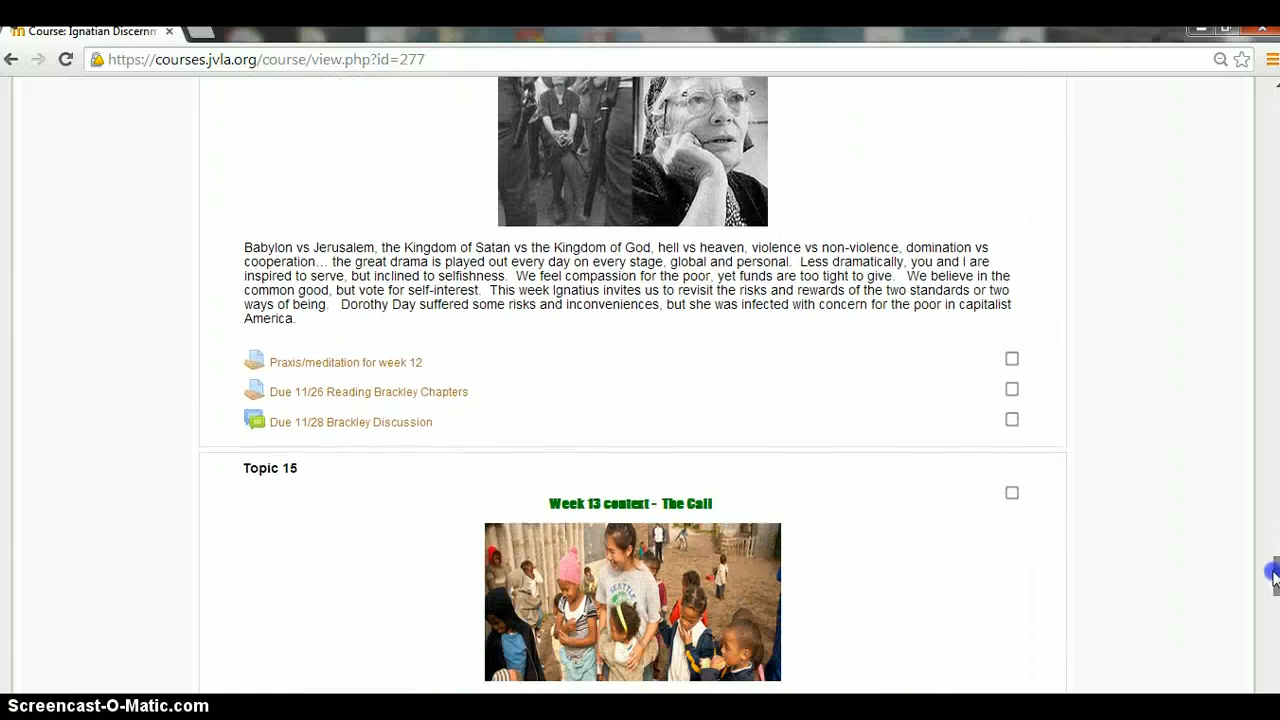 Course: Ignatian Discernm
https://courses.jvla.org/course/view.php?id=277
Babylon vs Jerusalem, the Kingdom of Satan vs the Kingdom of God, hell vs heaven, violence vs non-violence, domination vs
cooperation… the great drama is played out every day on every stage, global and personal.  Less dramatically, you and I are
inspired to serve, but inclined to selfishness.  We feel compassion for the poor, yet funds are too tight to give.   We believe in the
common good, but vote for self-interest.  This week Ignatius invites us to revisit the risks and rewards of the two standards or two
ways of being.   Dorothy Day suffered some risks and inconveniences, but she was infected with concern for the poor in capitalist
America.
Praxis/meditation for week 12
Due 11/26 Reading Brackley Chapters
Due 11/28 Brackley Discussion
Topic 15
Week 13 context - The Call
SEATTLE
Screencast-O-Matic.com